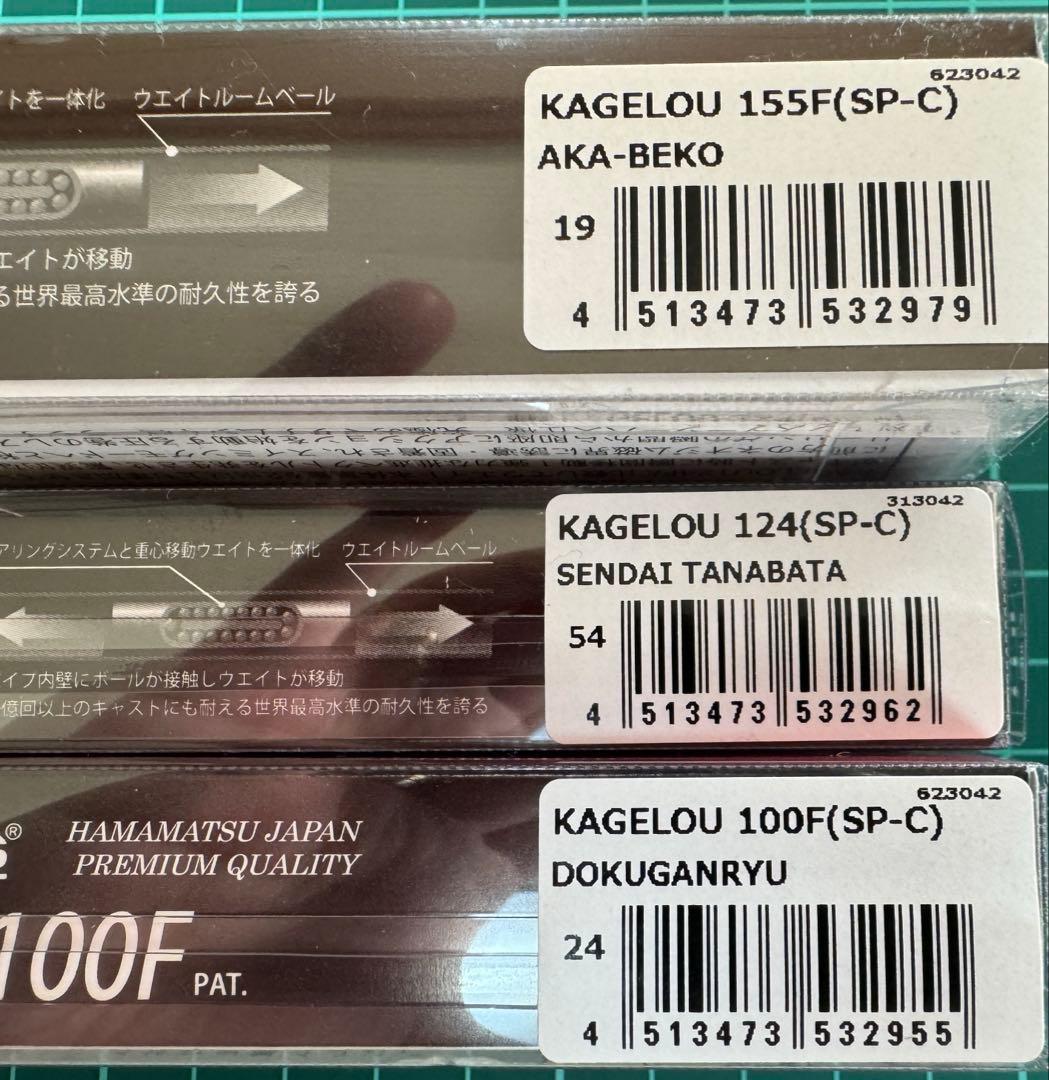 623042
KAGELOU 155F(SP-C)
AKA-BEKO
19
4 513473 532979
トを一体化 ウエイトルームベール
エイトが移動
る世界最高水準の耐久性を誇る
313042
KAGELOU 124(SP-C)
SENDAI TANABATA
54
4 513473 532962
アリングシステムと重心移動ウエイトを一体化 ウエイトルームベール
イプ内壁にボールが接触しウエイトが移動
億回以上のキャストにも耐える世界最高水準の耐久性を誇る
623042
KAGELOU 100F(SP-C)
DOKUGANRYU
24
4 513473 532955
®
HAMAMATSU JAPAN
PREMIUM QUALITY
100F PAT.